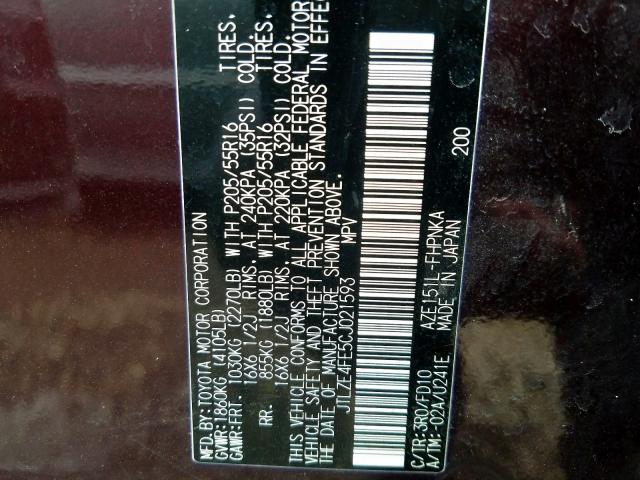 MFD.BY:TOYOTA MOTOR CORPORATION
GVWR:1860KG(4105LB)
GAWR:FRT. 1030KG (2270LB) WITH P205/55R16 TIRES.
16X6 1/2J RIMS. AT 240KPA (35PSI) COLD.
RR. 855KG (1880LB) WITH P205/55R16 TIRES.
16X6 1/2J RIMS. AT 220KPA (32PSI) COLD.
THIS VEHICLE CONFORMS TO ALL APPLICABLE FEDERAL MOTOR
VEHICLE SAFETY AND THEFT PREVENTION STANDARDS IN EFFE
DATE OF MANUFACTURE SHOWN ABOVE.
JTLZE4FE5CJ021593 MPV
C/TR:3R0/FD10 AZE151L-FHPNKA
A/TM:-02A/U241E MADE IN JAPAN
200